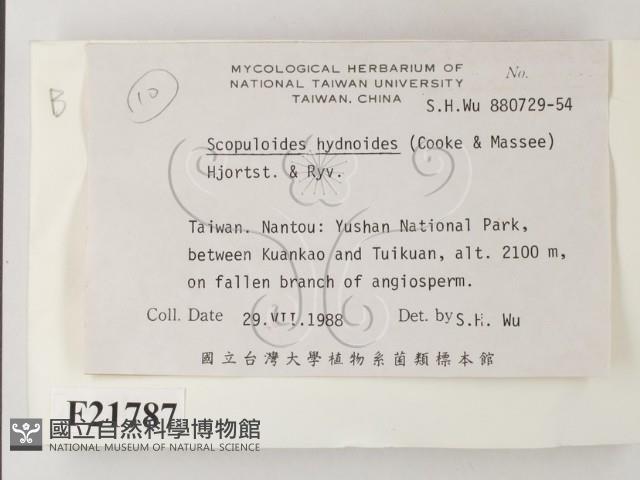 B
10
MYCOLOGICAL HERBARIUM OF
NATIONAL TAIWAN UNIVERSITY
TAIWAN, CHINA
No.
S.H.Wu 880729-54
Scopuloides hydnoides (Cooke & Massee)
Hjortst. & Ryv.
Taiwan. Nantou: Yushan National Park,
between Kuankao and Tuikuan, alt. 2100 m,
on fallen branch of angiosperm.
Coll. Date 29.VII.1988 Det. by S.H. Wu
國立台灣大學植物系菌類標本館
F21787
國立自然科學博物館
NATIONAL MUSEUM OF NATURAL SCIENCE